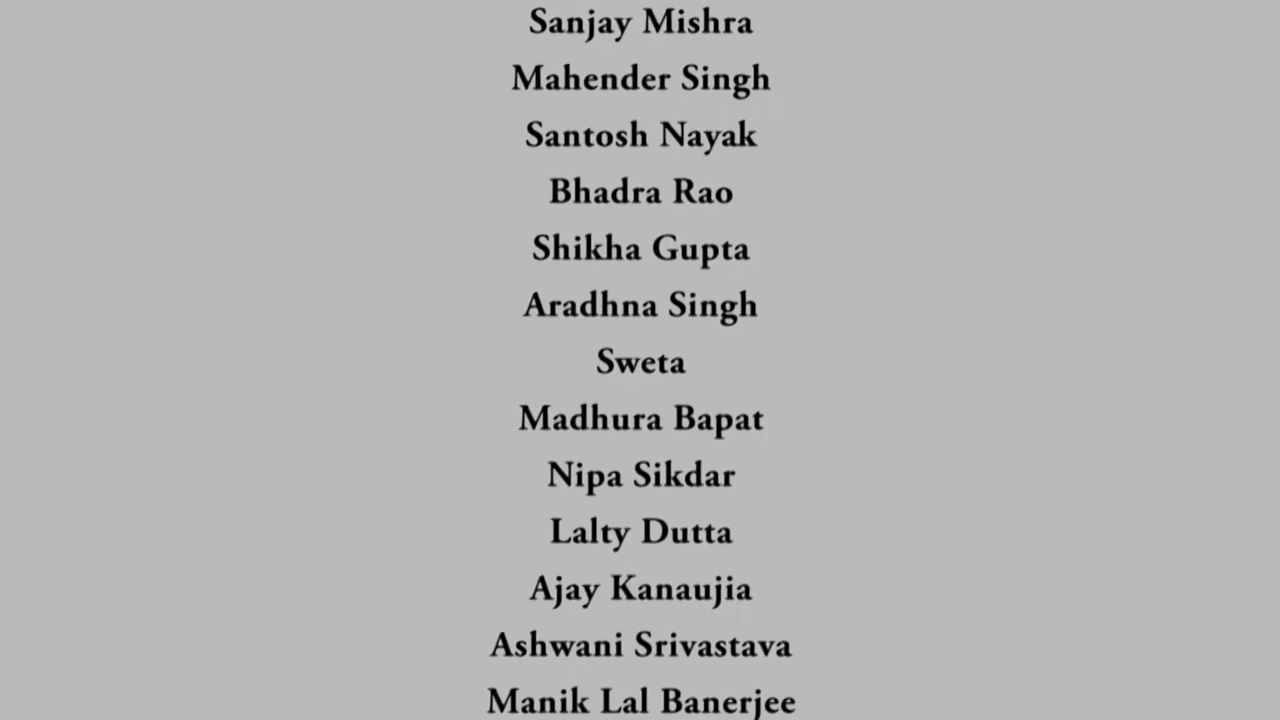 Sanjay Mishra
Mahender Singh
Santosh Nayak
Bhadra Rao
Shikha Gupta
Aradhna Singh
Sweta
Madhura Bapat
Nipa Sikdar
Lalty Dutta
Ajay Kanaujia
Ashwani Srivastava
Manik Lal Banerjee